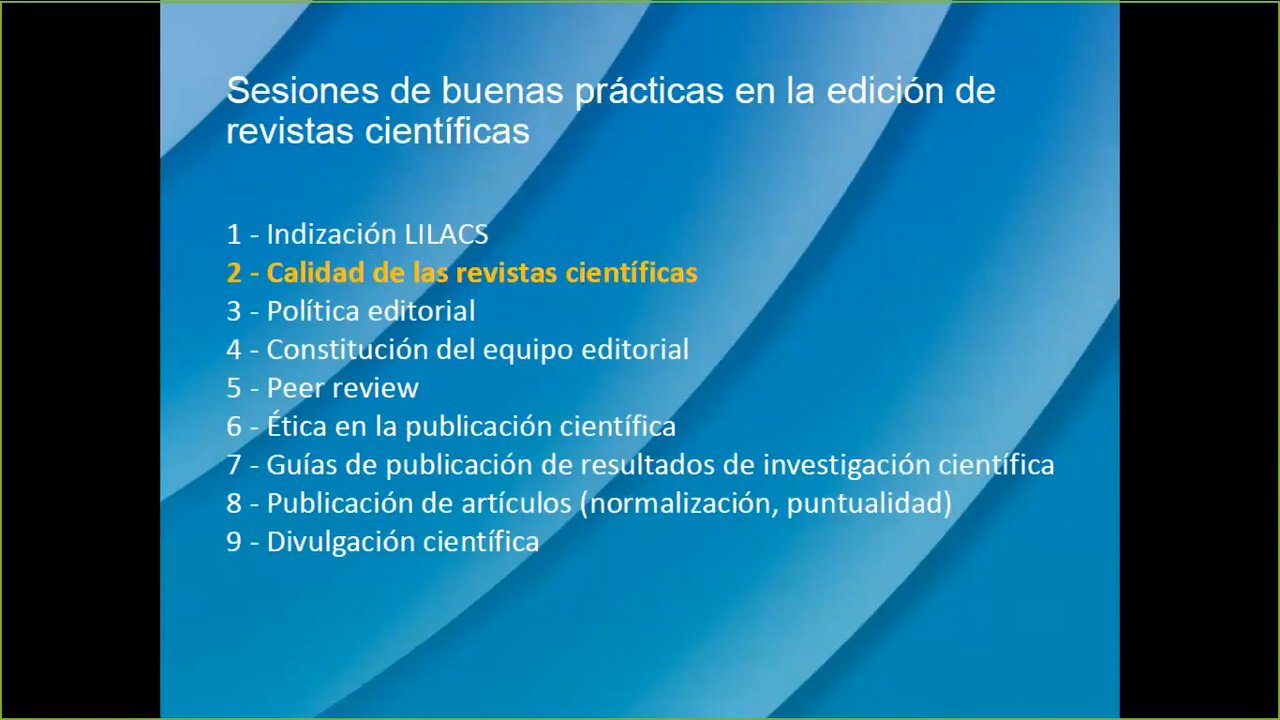 Sesiones de buenas prácticas en la edición de
revistas científicas
1 - Indización LILACS
2 - Calidad de las revistas científicas
3 - Política editorial
4 - Constitución del equipo editorial
5 - Peer review
6 - Ética en la publicación científica
7 - Guías de publicación de resultados de investigación científica
8 - Publicación de artículos (normalización, puntualidad)
9 - Divulgación científica